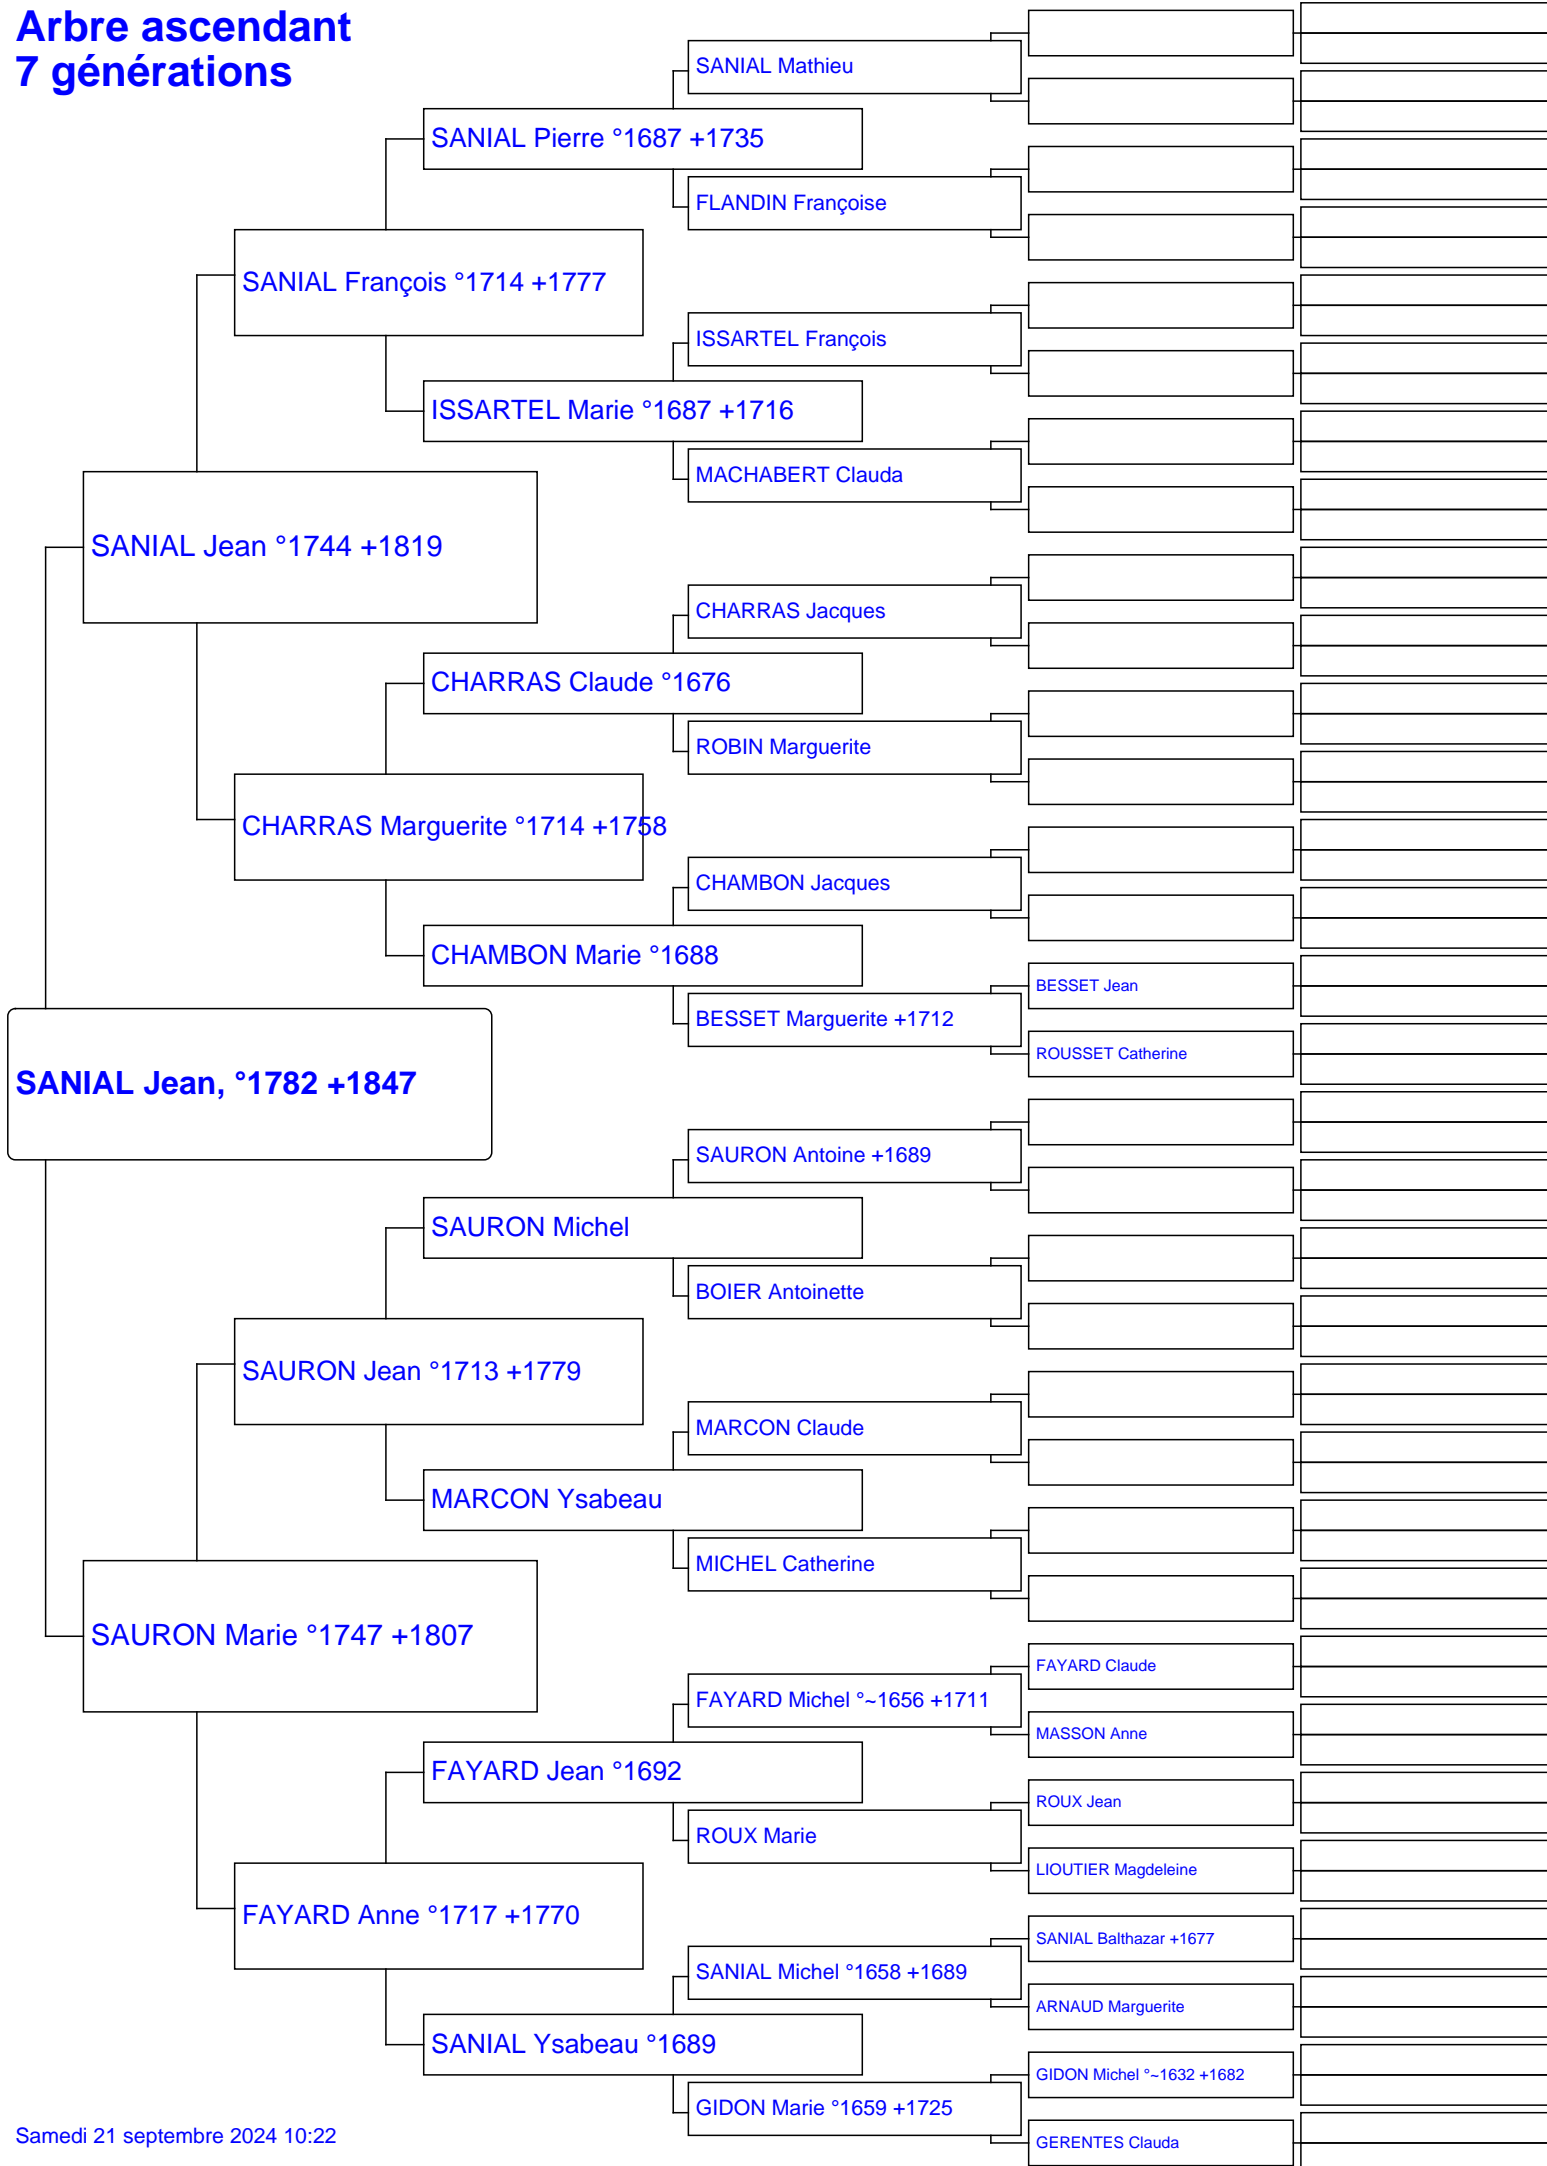 Arbre ascendant
7 générations
SANIAL Mathieu
SANIAL Pierre °1687 +1735
FLANDIN Françoise
SANIAL François °1714 +1777
ISSARTEL François
ISSARTEL Marie °1687 +1716
MACHABERT Clauda
SANIAL Jean °1744 +1819
CHARRAS Jacques
CHARRAS Claude °1676
ROBIN Marguerite
CHARRAS Marguerite °1714 +1758
CHAMBON Jacques
CHAMBON Marie °1688
BESSET Jean
BESSET Marguerite +1712
ROUSSET Catherine
SANIAL Jean, °1782 +1847
SAURON Antoine +1689
SAURON Michel
BOIER Antoinette
SAURON Jean °1713 +1779
MARCON Claude
MARCON Ysabeau
MICHEL Catherine
SAURON Marie °1747 +1807
FAYARD Claude
FAYARD Michel °~1656 +1711
MASSON Anne
FAYARD Jean °1692
ROUX Jean
ROUX Marie
LIOUTIER Magdeleine
FAYARD Anne °1717 +1770
SANIAL Balthazar +1677
SANIAL Michel °1658 +1689
ARNAUD Marguerite
SANIAL Ysabeau °1689
GIDON Michel °~1632 +1682
GIDON Marie °1659 +1725
GERENTES Clauda
Samedi 21 septembre 2024 10:22